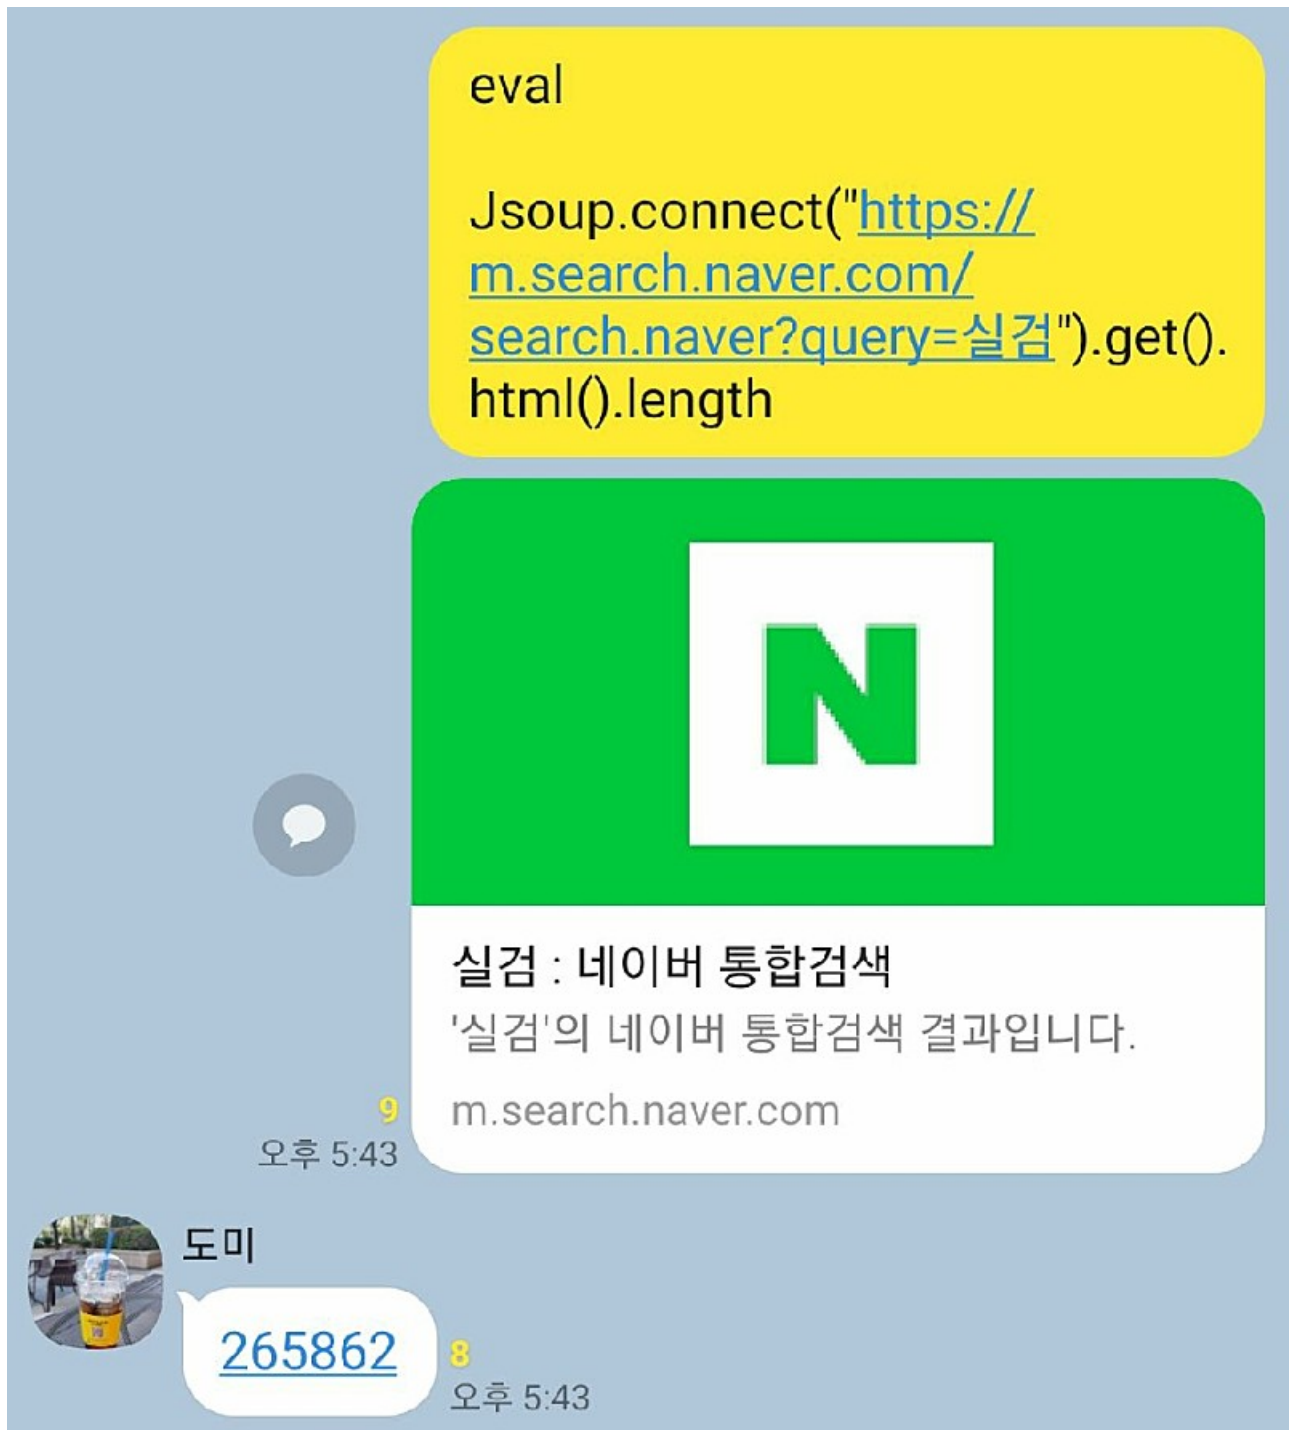 eval
Jsoup.connect("https://
m.search.naver.com/
search.naver?query=실검").get().
html().length
N
실검 : 네이버 통합검색
'실검'의 네이버 통합검색 결과입니다.
m.search.naver.com
9
오후 5:43
도미
265862
8
오후 5:43